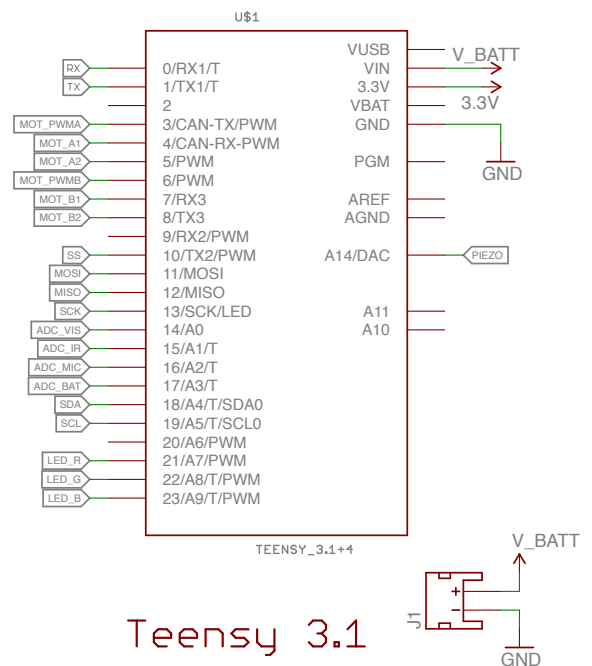 U$1
VUSB
V_BATT
RX 0/RX1/T VIN
TX 1/TX1/T 3.3V
2 VBAT 3.3V
MOT_PWMA 3/CAN-TX/PWM GND
MOT_A1 4/CAN-RX-PWM
MOT_A2 5/PWM PGM
GND
MOT_PWMB 6/PWM
MOT_B1 7/RX3 AREF
MOT_B2 8/TX3 AGND
9/RX2/PWM
SS 10/TX2/PWM A14/DAC PIEZO
MOSI 11/MOSI
MISO 12/MISO
SCK 13/SCK/LED A11
ADC_VIS 14/A0 A10
ADC_IR 15/A1/T
ADC_MIC 16/A2/T
ADC_BAT 17/A3/T
SDA 18/A4/T/SDA0
SCL 19/A5/T/SCL0
20/A6/PWM
LED_R 21/A7/PWM
LED_G 22/A8/T/PWM
LED_B 23/A9/T/PWM
TEENSY_3.1+4
V_BATT
J1
+
-
GND
Teensy 3.1